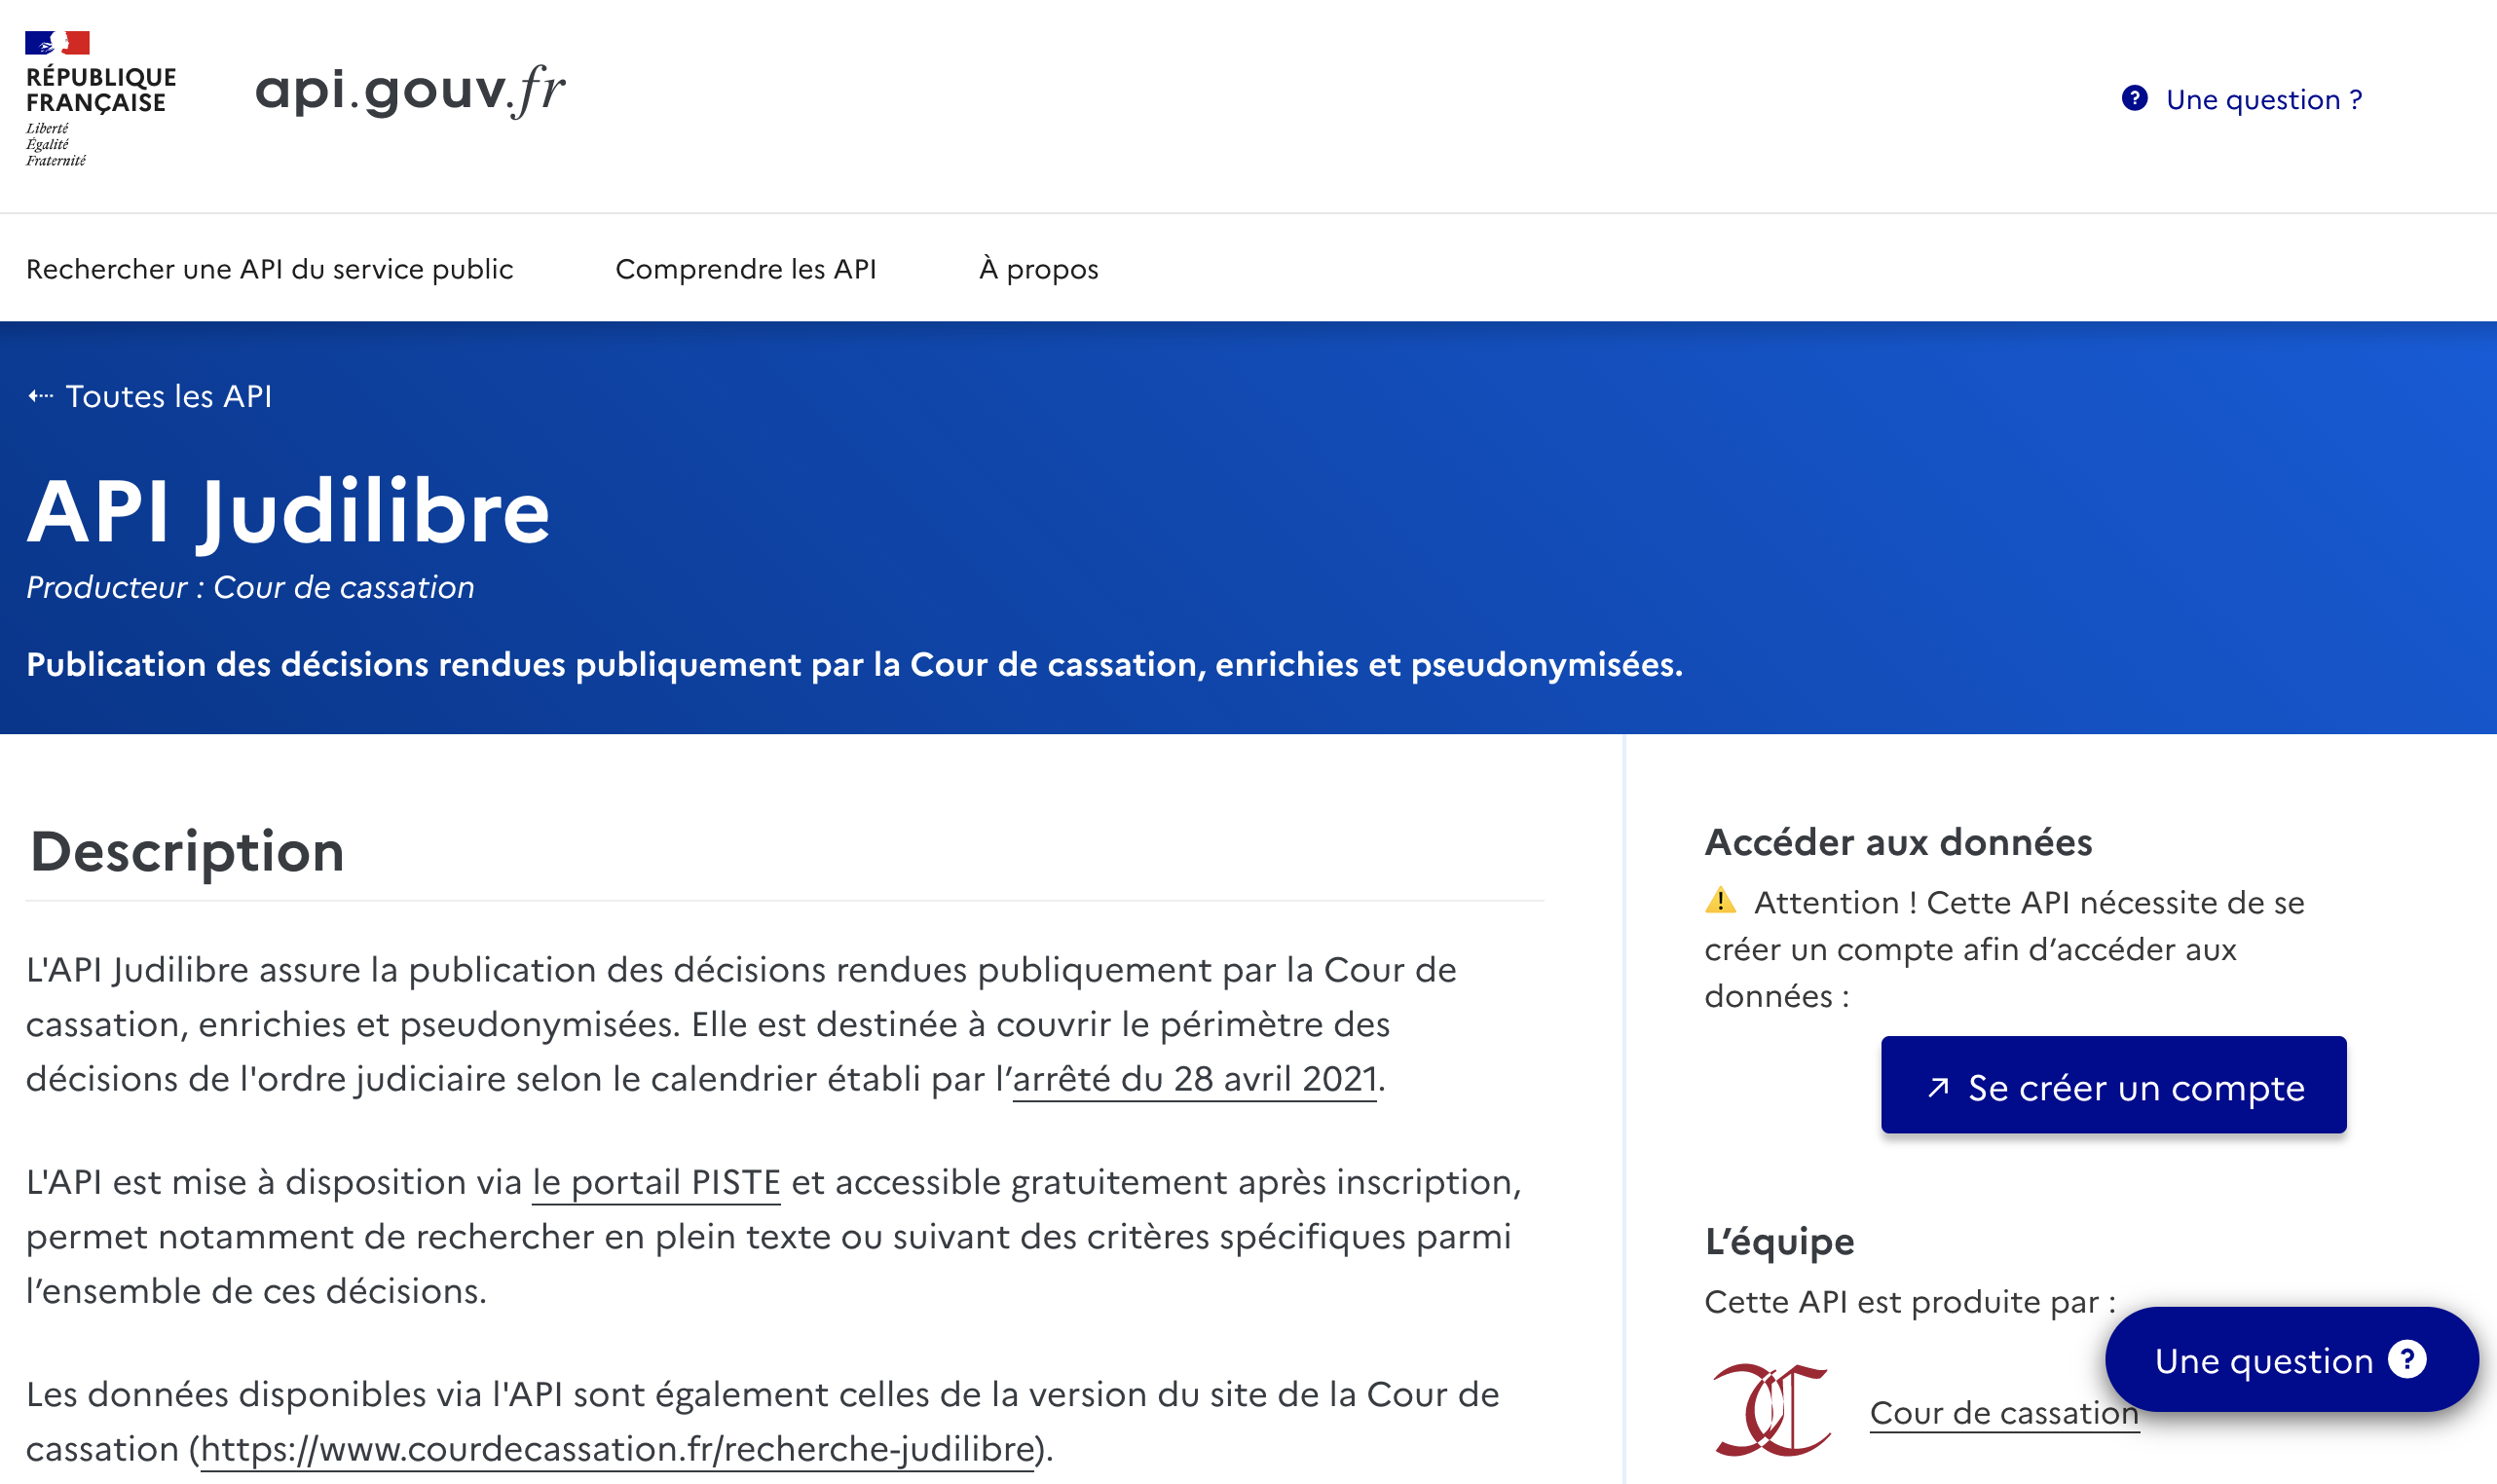 RÉPUBLIQUE
FRANÇAISE
Liberté
Égalité
Fraternité
api.gouv.fr
Une question ?
Rechercher une API du service public
Comprendre les API
À propos
Toutes les API
API Judilibre
Producteur : Cour de cassation
Publication des décisions rendues publiquement par la Cour de cassation, enrichies et pseudonymisées.
Description
L'API Judilibre assure la publication des décisions rendues publiquement par la Cour de
cassation, enrichies et pseudonymisées. Elle est destinée à couvrir le périmètre des
décisions de l'ordre judiciaire selon le calendrier établi par l’arrêté du 28 avril 2021.
L'API est mise à disposition via le portail PISTE et accessible gratuitement après inscription,
permet notamment de rechercher en plein texte ou suivant des critères spécifiques parmi
l’ensemble de ces décisions.
Les données disponibles via l'API sont également celles de la version du site de la Cour de
cassation (https://www.courdecassation.fr/recherche-judilibre).
Accéder aux données
⚠️ Attention ! Cette API nécessite de se
créer un compte afin d’accéder aux
données :
Se créer un compte
L’équipe
Cette API est produite par :
Cour de cassation
Une question